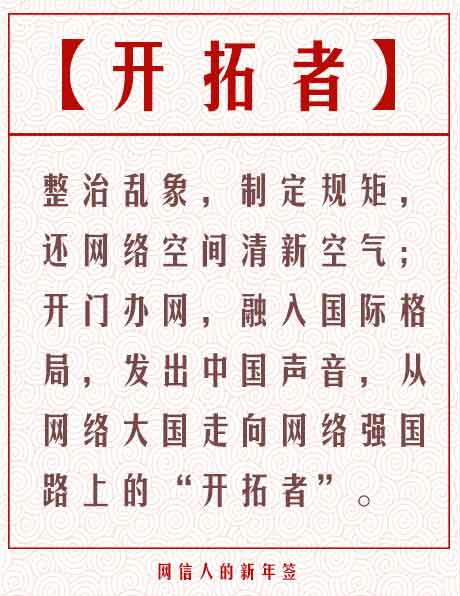 【开拓者】
整治乱象，制定规矩，
还网络空间清新空气；
开门办网，融入国际格
局，发出中国声音，从
网络大国走向网络强国
路上的“开拓者”。
网信人的新年签